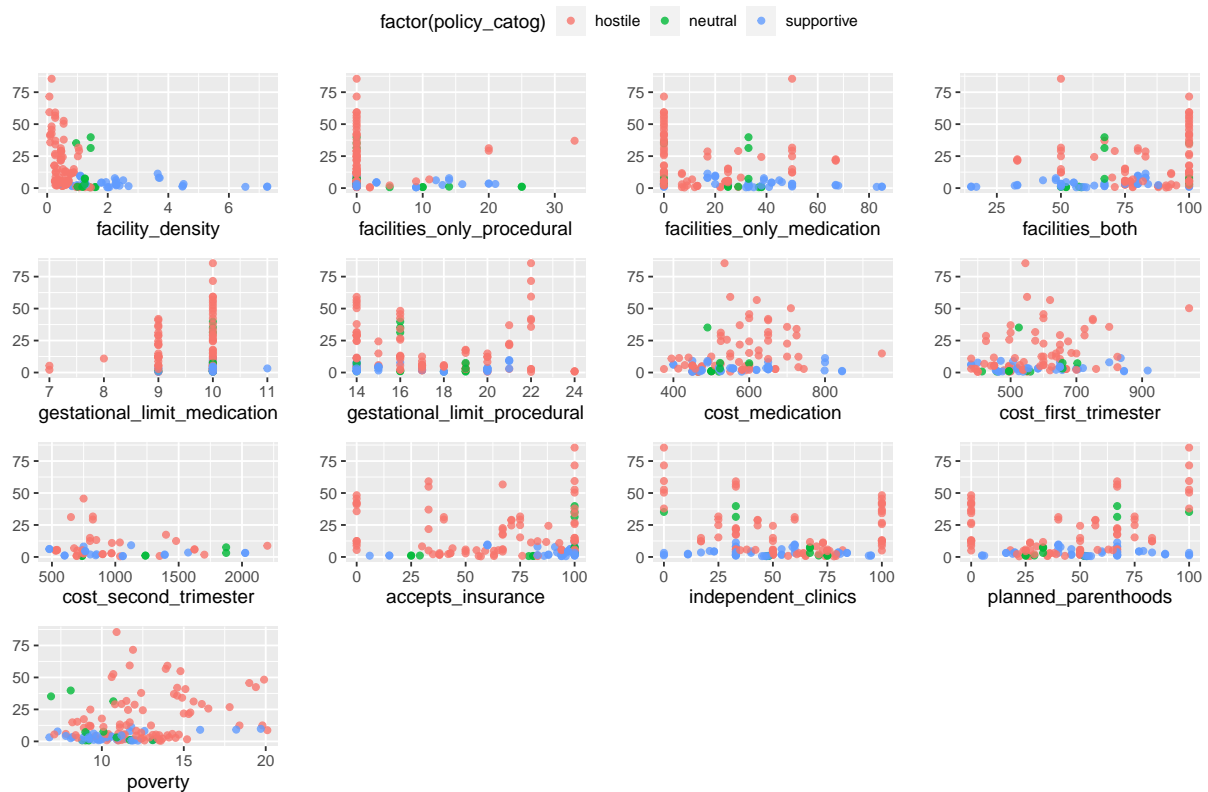 factor(policy_catog) hostile neutral supportive
75 75 75 75
50 50 50 50
25 25 25 25
0 0 0 0
0 2 4 6 0 10 20 30 0 20 40 60 80 25 50 75 100
facility_density facilities_only_procedural facilities_only_medication facilities_both
75 75 75 75
50 50 50 50
25 25 25 25
0 0 0 0
7 8 9 10 11 14 16 18 20 22 24 400 600 800 500 700 900
gestational_limit_medication gestational_limit_procedural cost_medication cost_first_trimester
75 75 75 75
50 50 50 50
25 25 25 25
0 0 0 0
500 1000 1500 2000 0 25 50 75 100 0 25 50 75 100 0 25 50 75 100
cost_second_trimester accepts_insurance independent_clinics planned_parenthoods
75
50
25
0
10 15 20
poverty